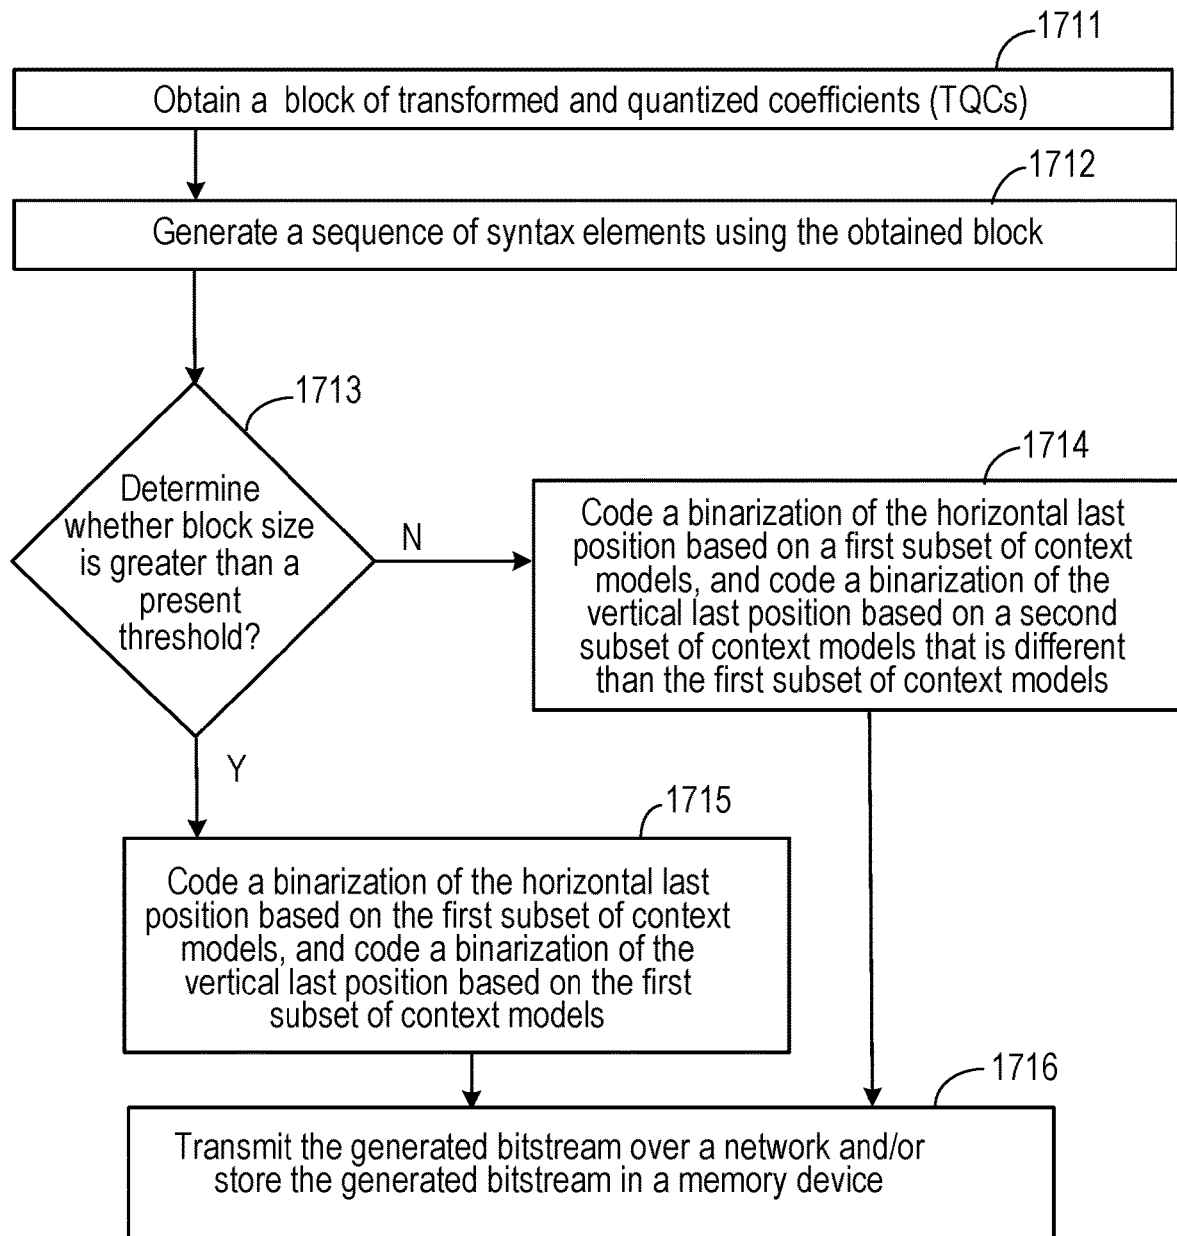 1711
Obtain a block of transformed and quantized coefficients (TQCs)
1712
Generate a sequence of syntax elements using the obtained block
1713
Determine
whether block size
is greater than a
present
threshold?
N
1714
Code a binarization of the horizontal last
position based on a first subset of context
models, and code a binarization of the
vertical last position based on a second
subset of context models that is different
than the first subset of context models
Y
1715
Code a binarization of the horizontal last
position based on the first subset of context
models, and code a binarization of the
vertical last position based on the first
subset of context models
1716
Transmit the generated bitstream over a network and/or
store the generated bitstream in a memory device